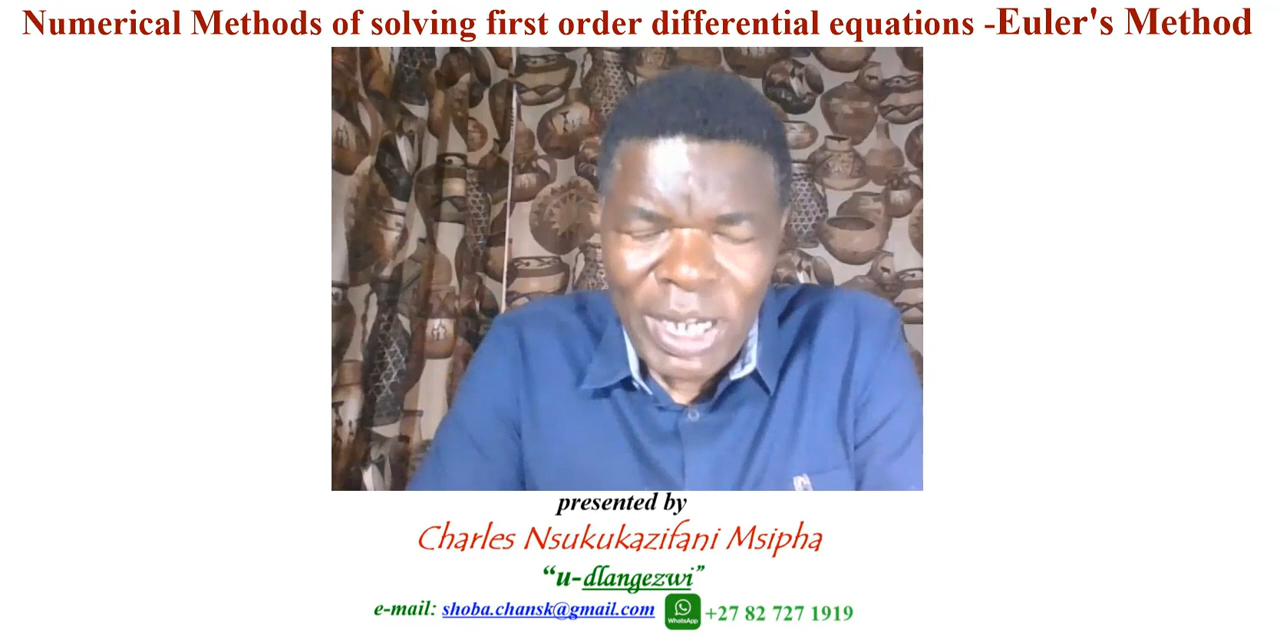 Numerical Methods of solving first order differential equations -Euler's Method
presented by
Charles Nsukukazifani Msipha
“u-dlangezwi”
e-mail: shoba.chansk@gmail.com WhatsApp +27 82 727 1919